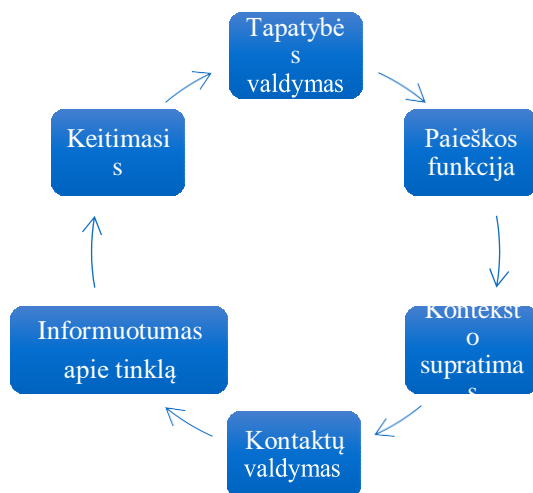 Tapatybė
s
valdymas
Paieškos
funkcija
Kontekst
o
supratima
s
Kontaktų
valdymas
Informuotumas
apie tinklą
Keitimasi
s